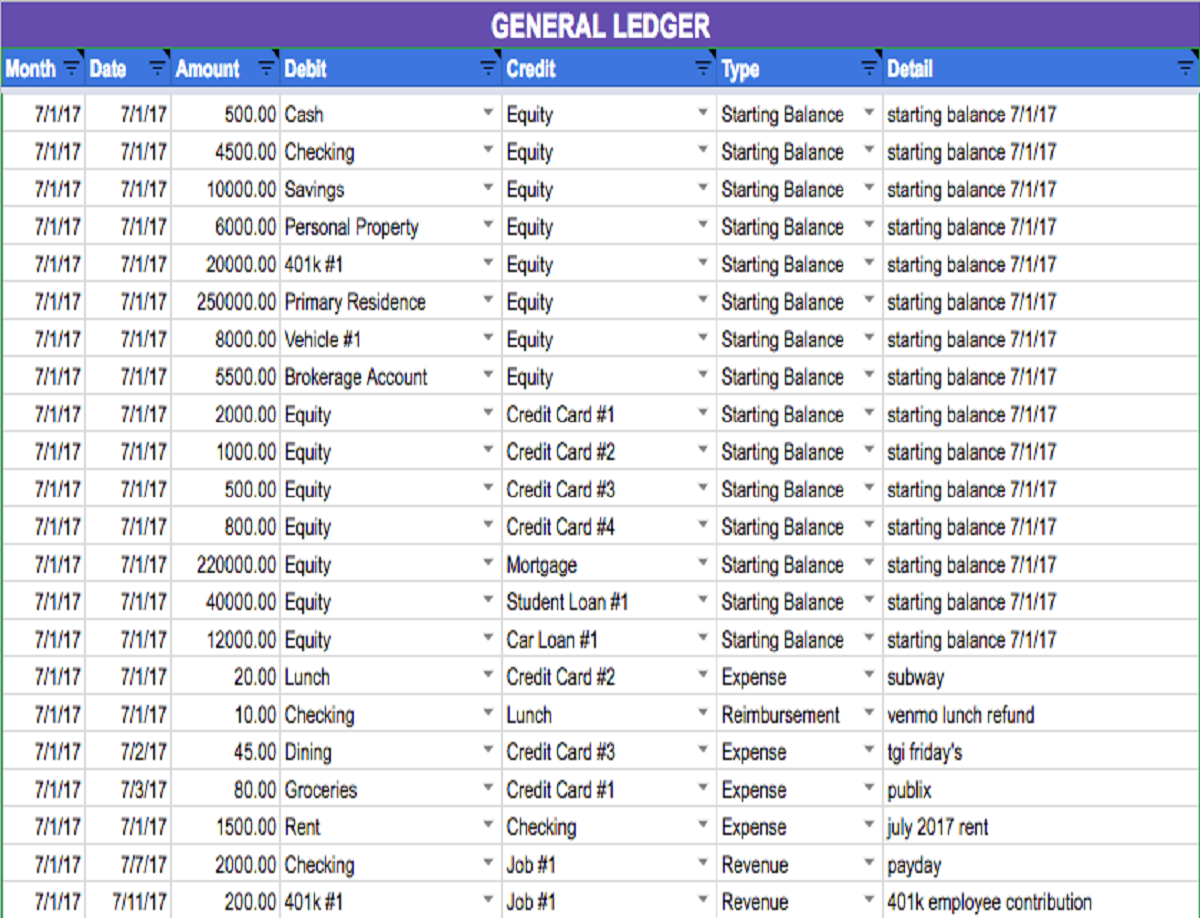 GENERAL LEDGER
Month Date Amount Debit Credit Type Detail
7/1/17 7/1/17 500.00 Cash Equity Starting Balance starting balance 7/1/17
7/1/17 7/1/17 4500.00 Checking Equity Starting Balance starting balance 7/1/17
7/1/17 7/1/17 10000.00 Savings Equity Starting Balance starting balance 7/1/17
7/1/17 7/1/17 6000.00 Personal Property Equity Starting Balance starting balance 7/1/17
7/1/17 7/1/17 20000.00 401k #1 Equity Starting Balance starting balance 7/1/17
7/1/17 7/1/17 250000.00 Primary Residence Equity Starting Balance starting balance 7/1/17
7/1/17 7/1/17 8000.00 Vehicle #1 Equity Starting Balance starting balance 7/1/17
7/1/17 7/1/17 5500.00 Brokerage Account Equity Starting Balance starting balance 7/1/17
7/1/17 7/1/17 2000.00 Equity Credit Card #1 Starting Balance starting balance 7/1/17
7/1/17 7/1/17 1000.00 Equity Credit Card #2 Starting Balance starting balance 7/1/17
7/1/17 7/1/17 500.00 Equity Credit Card #3 Starting Balance starting balance 7/1/17
7/1/17 7/1/17 800.00 Equity Credit Card #4 Starting Balance starting balance 7/1/17
7/1/17 7/1/17 220000.00 Equity Mortgage Starting Balance starting balance 7/1/17
7/1/17 7/1/17 40000.00 Equity Student Loan #1 Starting Balance starting balance 7/1/17
7/1/17 7/1/17 12000.00 Equity Car Loan #1 Starting Balance starting balance 7/1/17
7/1/17 7/1/17 20.00 Lunch Credit Card #2 Expense subway
7/1/17 7/1/17 10.00 Checking Lunch Reimbursement venmo lunch refund
7/1/17 7/2/17 45.00 Dining Credit Card #3 Expense tgi friday's
7/1/17 7/3/17 80.00 Groceries Credit Card #1 Expense publix
7/1/17 7/1/17 1500.00 Rent Checking Expense july 2017 rent
7/1/17 7/7/17 2000.00 Checking Job #1 Revenue payday
7/1/17 7/11/17 200.00 401k #1 Job #1 Revenue 401k employee contribution